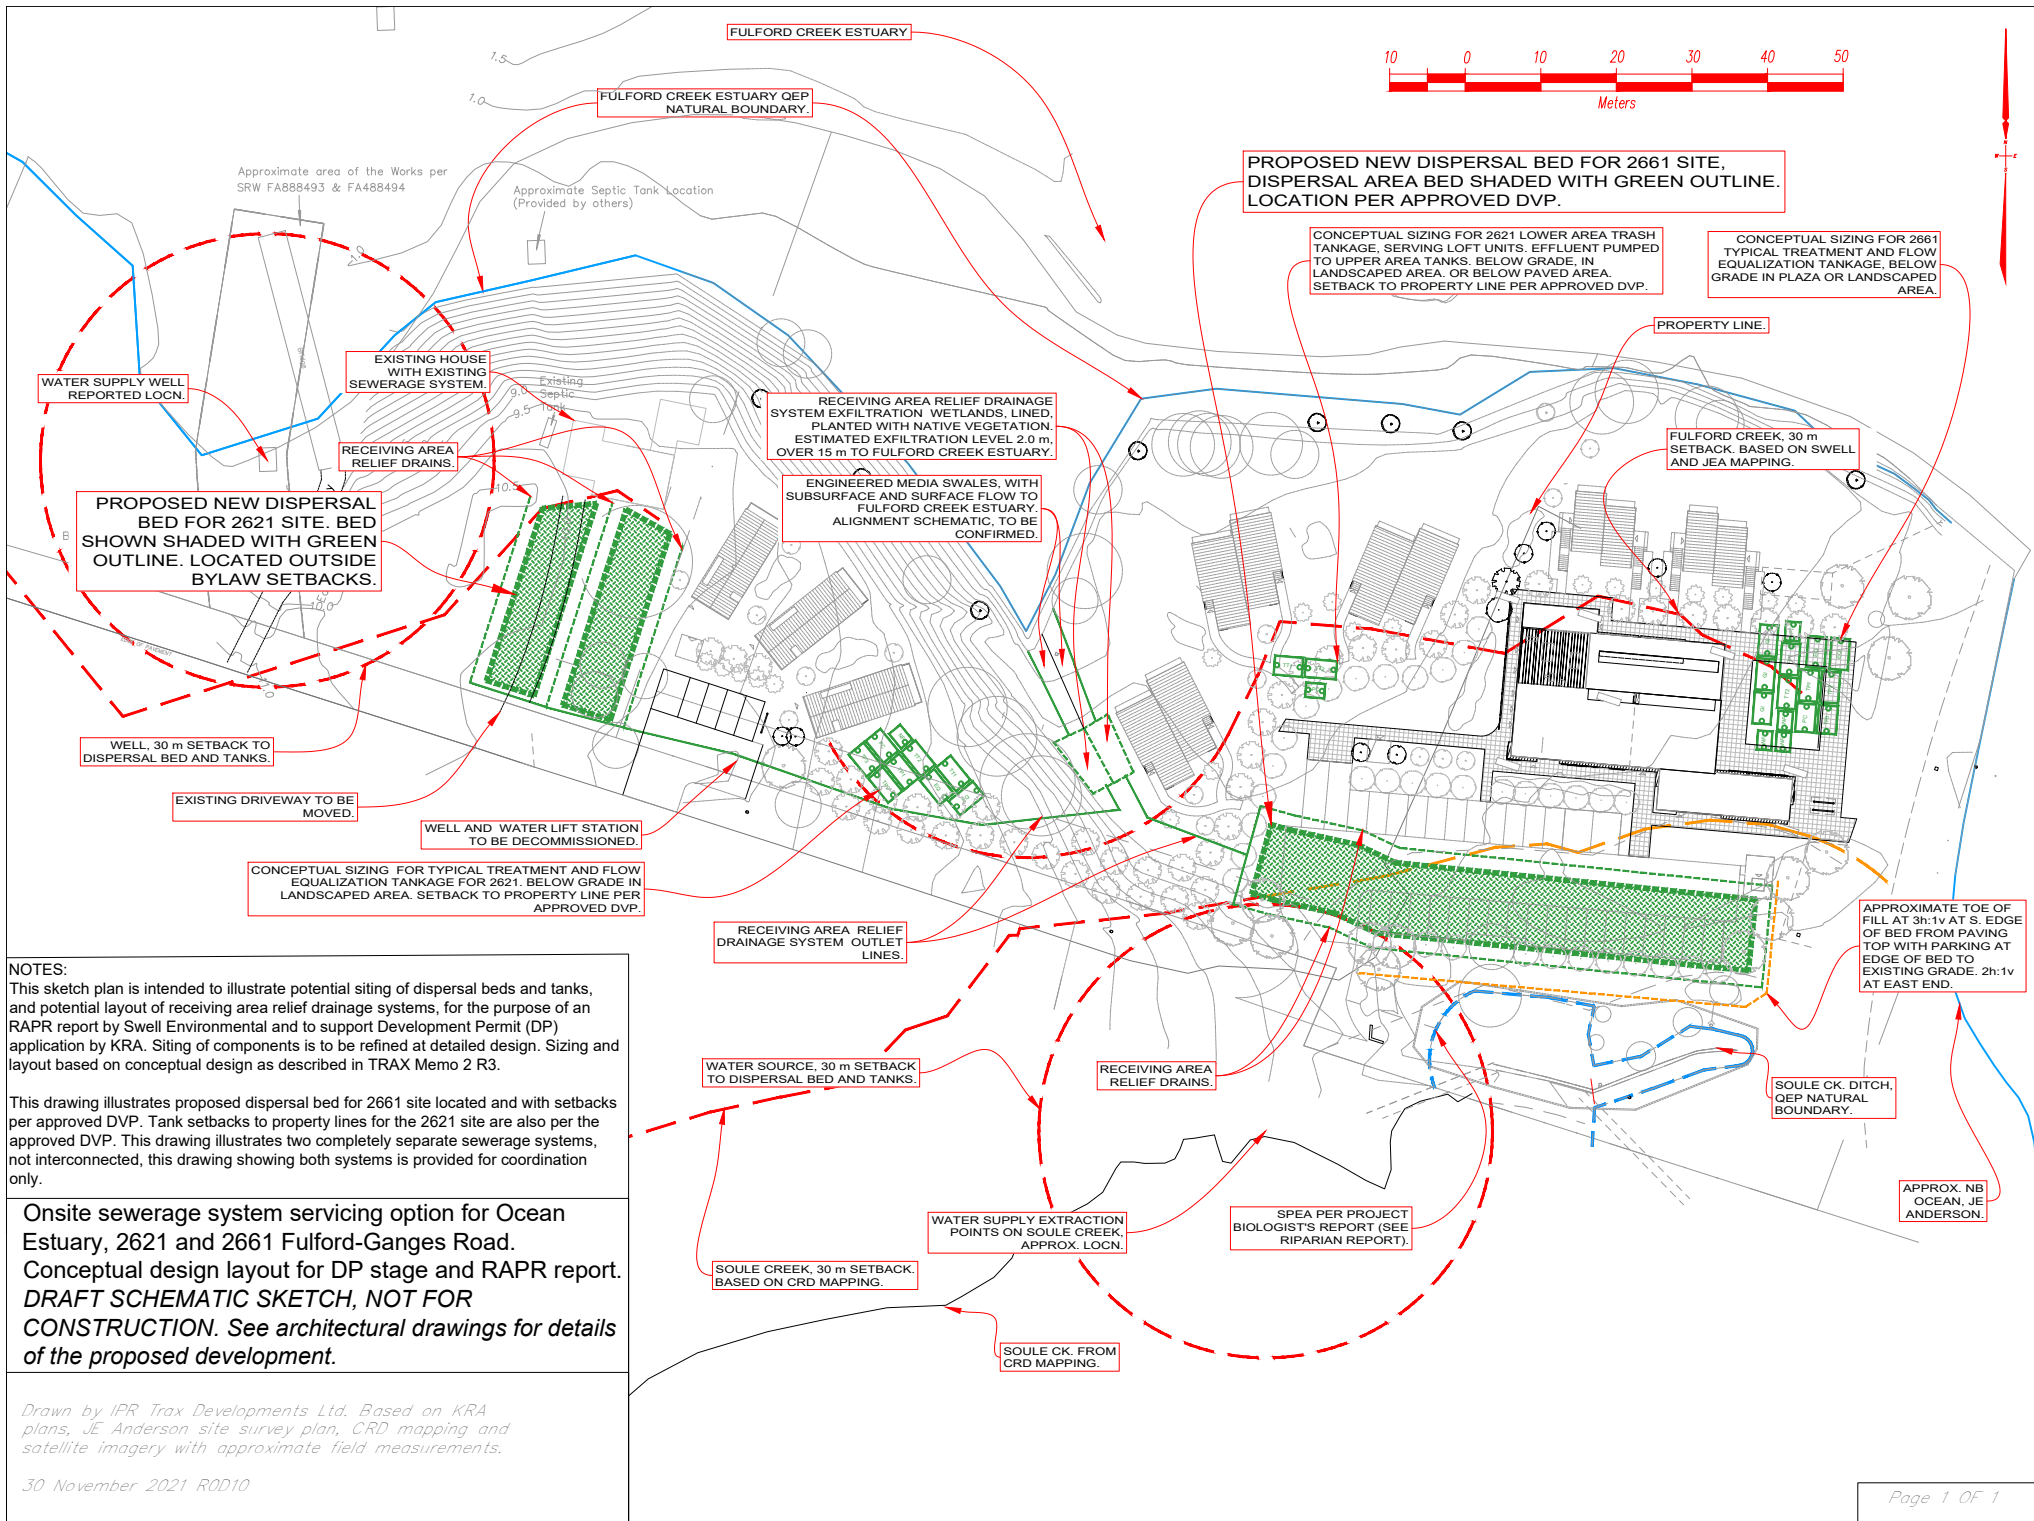 FULFORD CREEK ESTUARY
10 0 10 20 30 40 50
Meters
1.5
1.0
FULFORD CREEK ESTUARY QEP
NATURAL BOUNDARY.
Approximate area of the Works per
SRW FA888493 & FA488494
Approximate Septic Tank Location
(Provided by others)
PROPOSED NEW DISPERSAL BED FOR 2661 SITE,
DISPERSAL AREA BED SHADED WITH GREEN OUTLINE.
LOCATION PER APPROVED DVP.
CONCEPTUAL SIZING FOR 2621 LOWER AREA TRASH
TANKAGE, SERVING LOFT UNITS. EFFLUENT PUMPED
TO UPPER AREA TANKS. BELOW GRADE, IN
LANDSCAPED AREA. OR BELOW PAVED AREA.
SETBACK TO PROPERTY LINE PER APPROVED DVP.
CONCEPTUAL SIZING FOR 2661
TYPICAL TREATMENT AND FLOW
EQUALIZATION TANKAGE, BELOW
GRADE IN PLAZA OR LANDSCAPED
AREA.
1.0
PROPERTY LINE.
EXISTING HOUSE
WITH EXISTING
SEWERAGE SYSTEM.
WATER SUPPLY WELL
REPORTED LOCN.
Existing
Septic
Tank
9.0
9.5
RECEIVING AREA RELIEF DRAINAGE
SYSTEM EXFILTRATION WETLANDS, LINED,
PLANTED WITH NATIVE VEGETATION.
ESTIMATED EXFILTRATION LEVEL 2.0 m,
OVER 15 m TO FULFORD CREEK ESTUARY.
FULFORD CREEK, 30 m
SETBACK. BASED ON SWELL
AND JEA MAPPING.
RECEIVING AREA
RELIEF DRAINS.
10.5
ENGINEERED MEDIA SWALES, WITH
SUBSURFACE AND SURFACE FLOW TO
FULFORD CREEK ESTUARY.
ALIGNMENT SCHEMATIC, TO BE
CONFIRMED.
PROPOSED NEW DISPERSAL
BED FOR 2621 SITE. BED
SHOWN SHADED WITH GREEN
OUTLINE. LOCATED OUTSIDE
BYLAW SETBACKS.
10.0
WELL, 30 m SETBACK TO
DISPERSAL BED AND TANKS.
EXISTING DRIVEWAY TO BE
MOVED.
WELL AND WATER LIFT STATION
TO BE DECOMMISSIONED.
CONCEPTUAL SIZING FOR TYPICAL TREATMENT AND FLOW
EQUALIZATION TANKAGE FOR 2621. BELOW GRADE IN
LANDSCAPED AREA. SETBACK TO PROPERTY LINE PER
APPROVED DVP.
RECEIVING AREA RELIEF
DRAINAGE SYSTEM OUTLET
LINES.
APPROXIMATE TOE OF
FILL AT 3h:1v AT S. EDGE
OF BED FROM PAVING
TOP WITH PARKING AT
EDGE OF BED TO
EXISTING GRADE. 2h:1v
AT EAST END.
WATER SOURCE, 30 m SETBACK
TO DISPERSAL BED AND TANKS.
RECEIVING AREA
RELIEF DRAINS.
SOULE CK. DITCH,
QEP NATURAL
BOUNDARY.
APPROX. NB
OCEAN, JE
ANDERSON.
WATER SUPPLY EXTRACTION
POINTS ON SOULE CREEK,
APPROX. LOCN.
SPEA PER PROJECT
BIOLOGIST'S REPORT (SEE
RIPARIAN REPORT).
SOULE CREEK, 30 m SETBACK.
BASED ON CRD MAPPING.
SOULE CK. FROM
CRD MAPPING.
NOTES:
This sketch plan is intended to illustrate potential siting of dispersal beds and tanks,
and potential layout of receiving area relief drainage systems, for the purpose of an
RAPR report by Swell Environmental and to support Development Permit (DP)
application by KRA. Siting of components is to be refined at detailed design. Sizing and
layout based on conceptual design as described in TRAX Memo 2 R3.
This drawing illustrates proposed dispersal bed for 2661 site located and with setbacks
per approved DVP. Tank setbacks to property lines for the 2621 site are also per the
approved DVP. This drawing illustrates two completely separate sewerage systems,
not interconnected, this drawing showing both systems is provided for coordination
only.
Onsite sewerage system servicing option for Ocean
Estuary, 2621 and 2661 Fulford-Ganges Road.
Conceptual design layout for DP stage and RAPR report.
DRAFT SCHEMATIC SKETCH, NOT FOR
CONSTRUCTION. See architectural drawings for details
of the proposed development.
Drawn by IPR Trax Developments Ltd. Based on KRA
plans, JE Anderson site survey plan, CRD mapping and
satellite imagery with approximate field measurements.
30 November 2021 R0D10
Page 1 OF 1